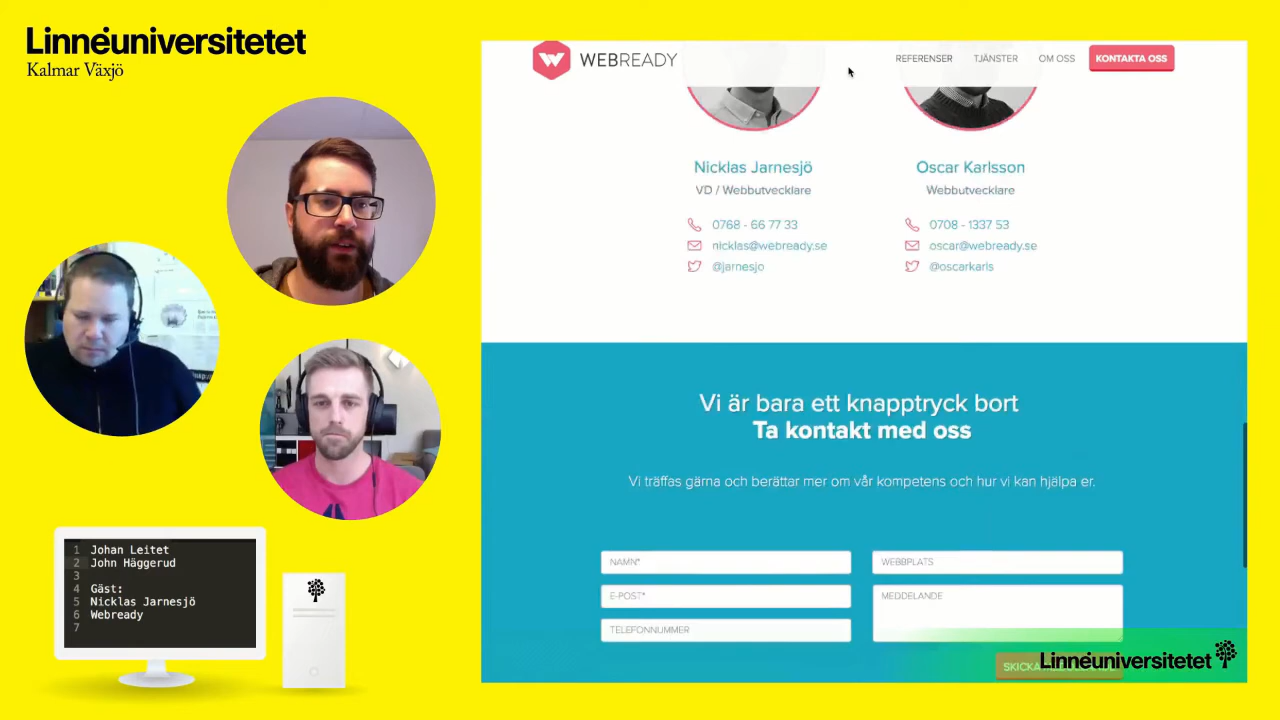 Linnéuniversitetet
Kalmar Växjö
1 Johan Leitet
2 John Häggerud
3
4 Gäst:
5 Nicklas Jarnesjö
6 Webready
7
WEBREADY
REFERENSER TJÄNSTER OM OSS KONTAKTA OSS
Nicklas Jarnesjö
VD / Webbutvecklare
0768 - 66 77 33
nicklas@webready.se
@jarnesjo
Oscar Karlsson
Webbutvecklare
0708 - 1337 53
oscar@webready.se
@oscarkarls
Vi är bara ett knapptryck bort
Ta kontakt med oss
Vi träffas gärna och berättar mer om vår kompetens och hur vi kan hjälpa er.
NAMN*
E-POST*
TELEFONNUMMER
WEBBPLATS
MEDDELANDE
SKICKA
Linnéuniversitetet